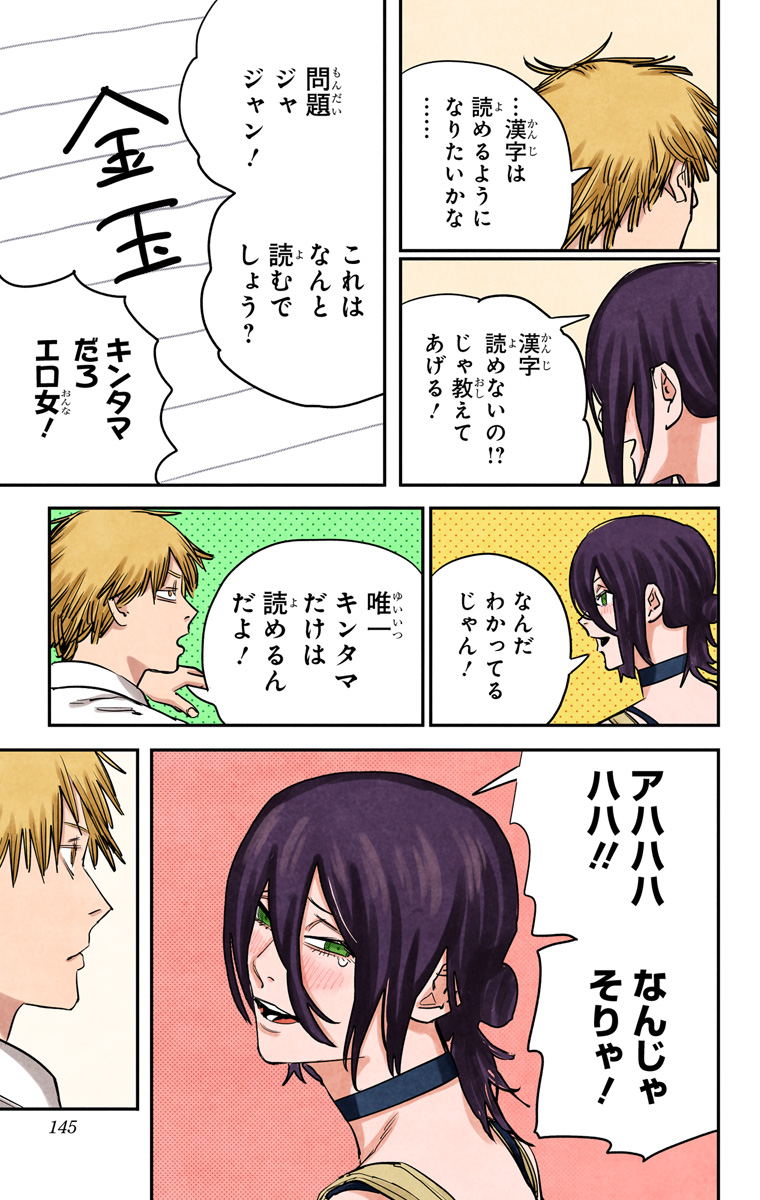 …漢字は
読めるように
なりたいかな
……
漢字
読めないの!?
じゃ教えて
あげる!
問題
ジャ
ジャン!
これは
なんと
読むで
しょう?
金玉
キンタマ
だろ
エロ女!
なんだ
わかってる
じゃん!
唯一
キンタマ
だけは
読めるん
だよ!
アハハハ
ハハ!!
なんじゃ
そりゃ!
145